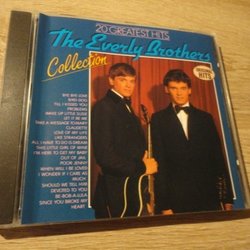 20 GREATEST HITS
The Everly Brothers
Collection
ORIGINAL
HITS
BYE BYE LOVE
BIRD DOG
TILL I KISSED YOU
PROBLEMS
WAKE UP LITTLE SUSIE
LET IT BE ME
TAKE A MESSAGE TO MARY
CLAUDETTE
LOVE OF MY LIFE
LIKE STRANGERS
ALL I HAVE TO DO IS DREAM
THIS LITTLE GIRL OF MINE
I'M HERE TO GET MY BABY
OUT OF JAIL
POOR JENNY
WHEN WILL I BE LOVED
I WONDER IF I CARE AS
MUCH
SHOULD WE TELL HIM
DEVOTED TO YOU
BE-BOP-A-LULA
SINCE YOU BROKE MY
HEART